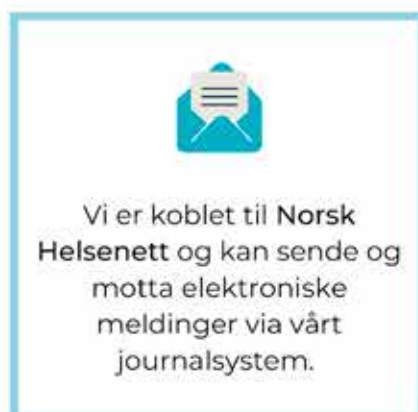 Vi er koblet til Norsk
Helsenett og kan sende og
motta elektroniske
meldinger via vårt
journalsystem.